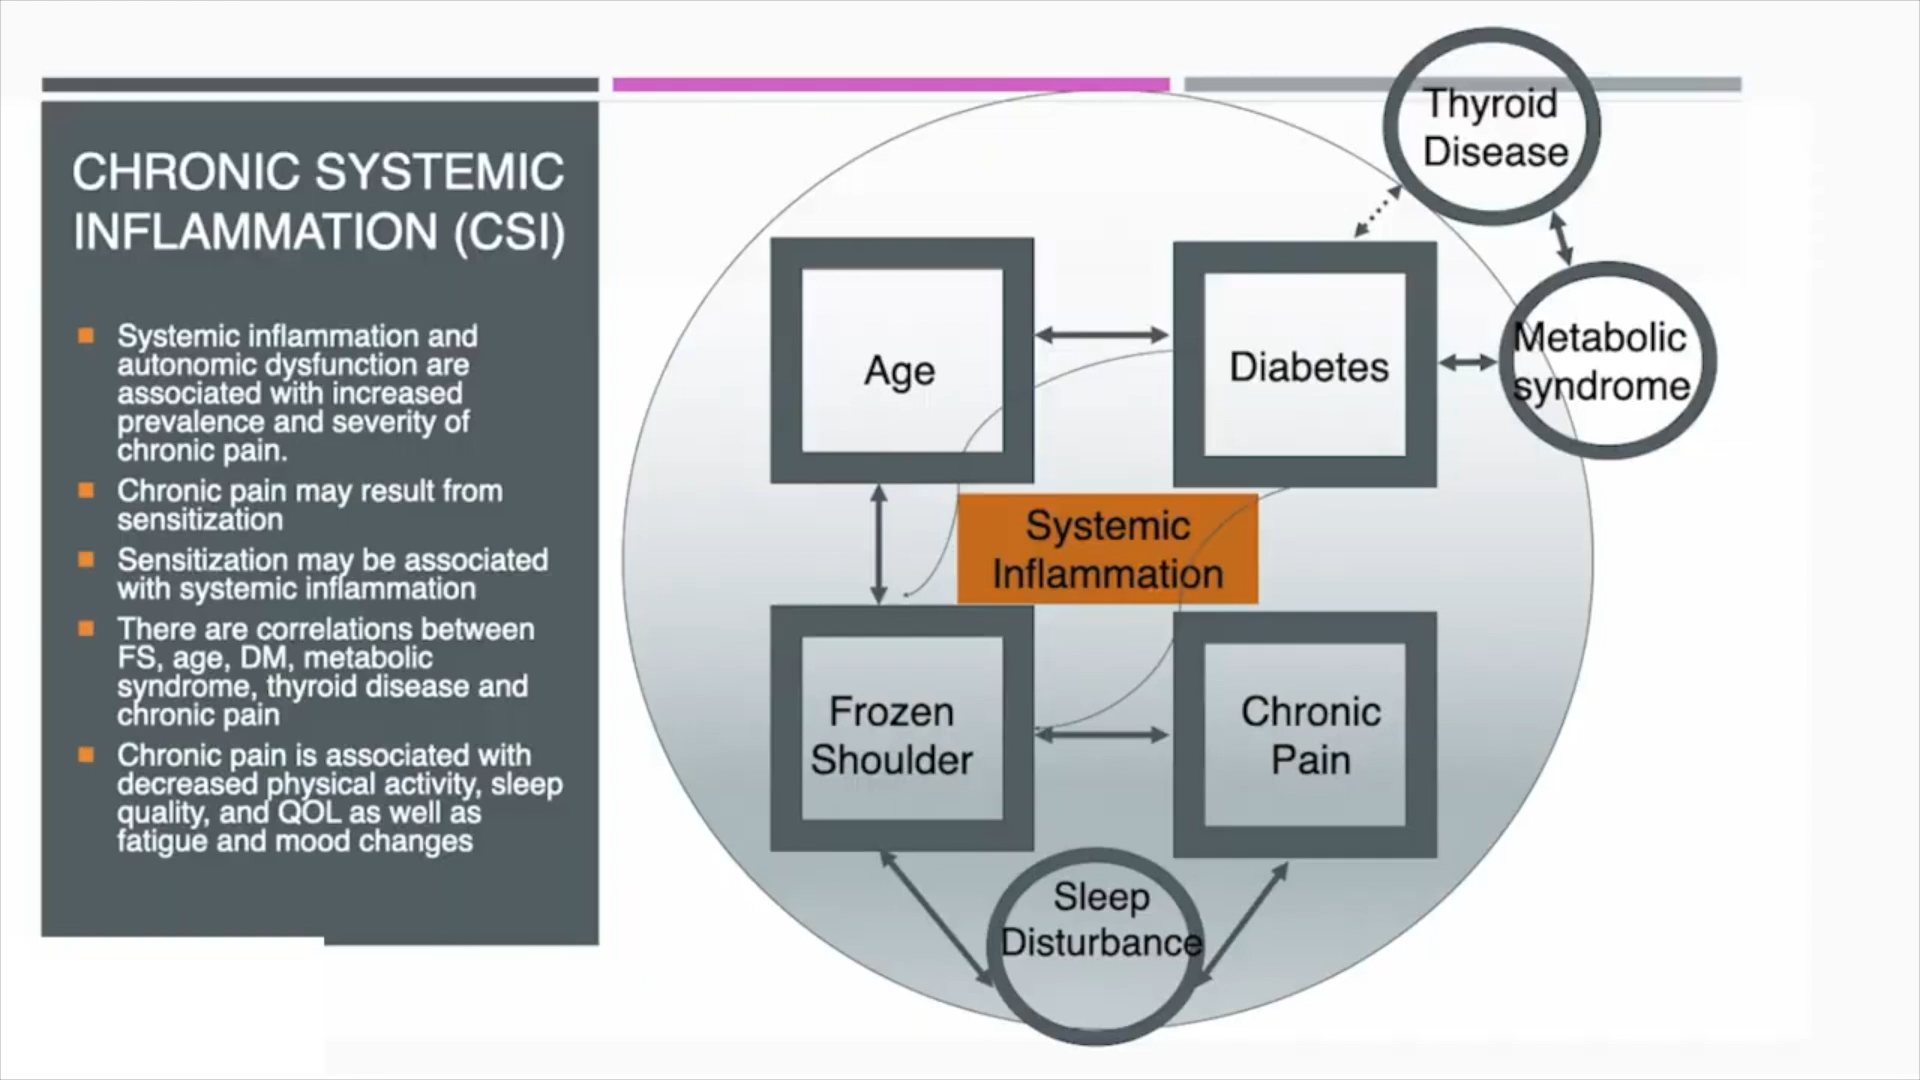 CHRONIC SYSTEMIC
INFLAMMATION (CSI)
Systemic inflammation and
autonomic dysfunction are
associated with increased
prevalence and severity of
chronic pain.
Chronic pain may result from
sensitization
Sensitization may be associated
with systemic inflammation
There are correlations between
FS, age, DM, metabolic
syndrome, thyroid disease and
chronic pain
Chronic pain is associated with
decreased physical activity, sleep
quality, and QOL as well as
fatigue and mood changes
Thyroid
Disease
Age
Diabetes
Metabolic
syndrome
Systemic
Inflammation
Frozen
Shoulder
Chronic
Pain
Sleep
Disturbance